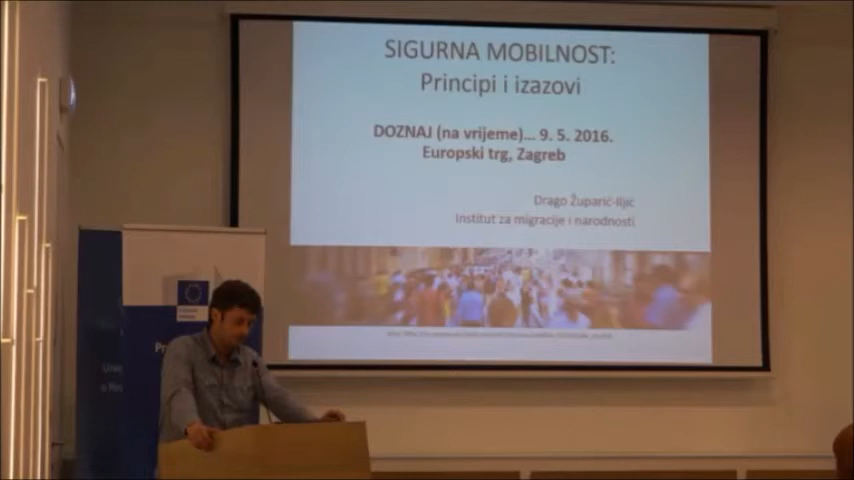 SIGURNA MOBILNOST:
Principi i izazovi
DOZNAJ (na vrijeme)... 9. 5. 2016.
Europski trg, Zagreb
Drago Župarić-Iljić
Institut za migracije i narodnosti